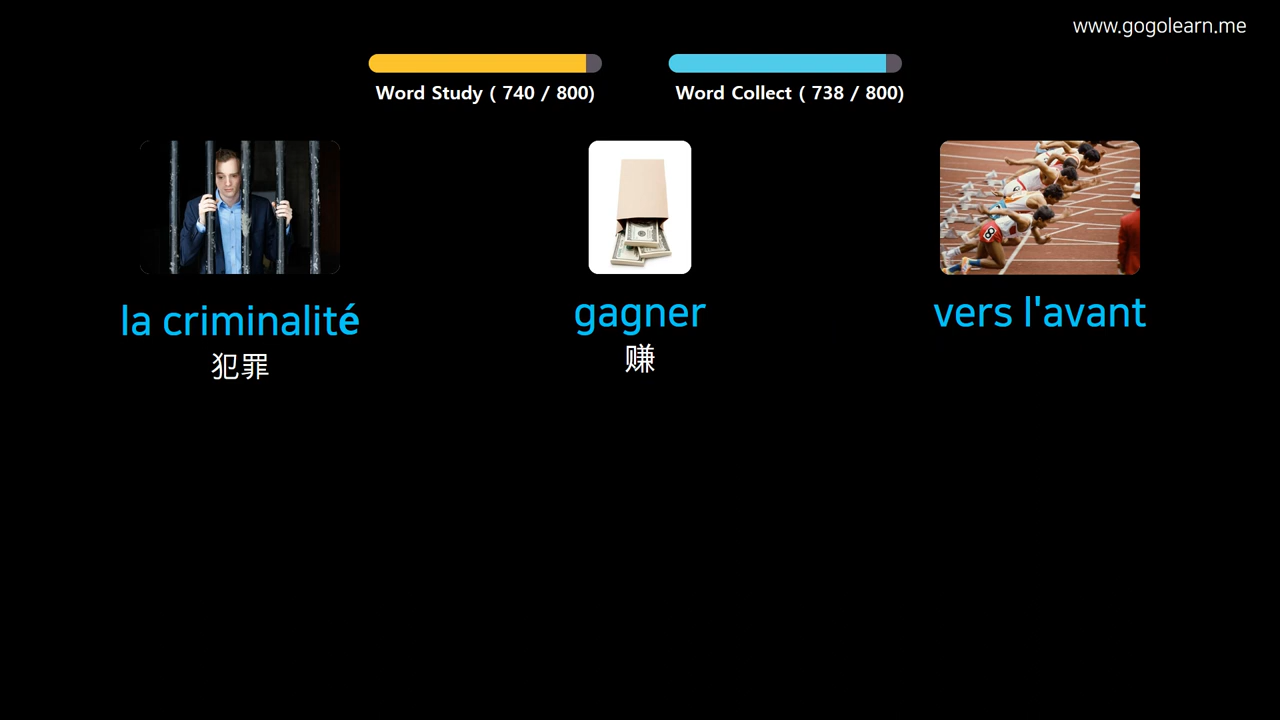 www.gogolearn.me
Word Study ( 740 / 800)
Word Collect ( 738 / 800)
la criminalité
犯罪
gagner
赚
vers l'avant